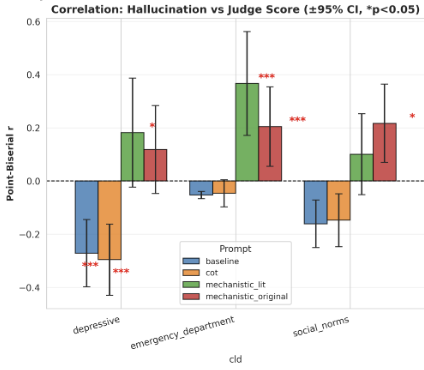 Correlation: Hallucination vs Judge Score (±95% CI, *p<0.05)
0.6
0.4
0.2
0.0
−0.2
−0.4
Point-Biserial r
***
***
*
***
***
*
Prompt
baseline
cot
mechanistic_lit
mechanistic_original
depressive
emergency_department
social_norms
cld